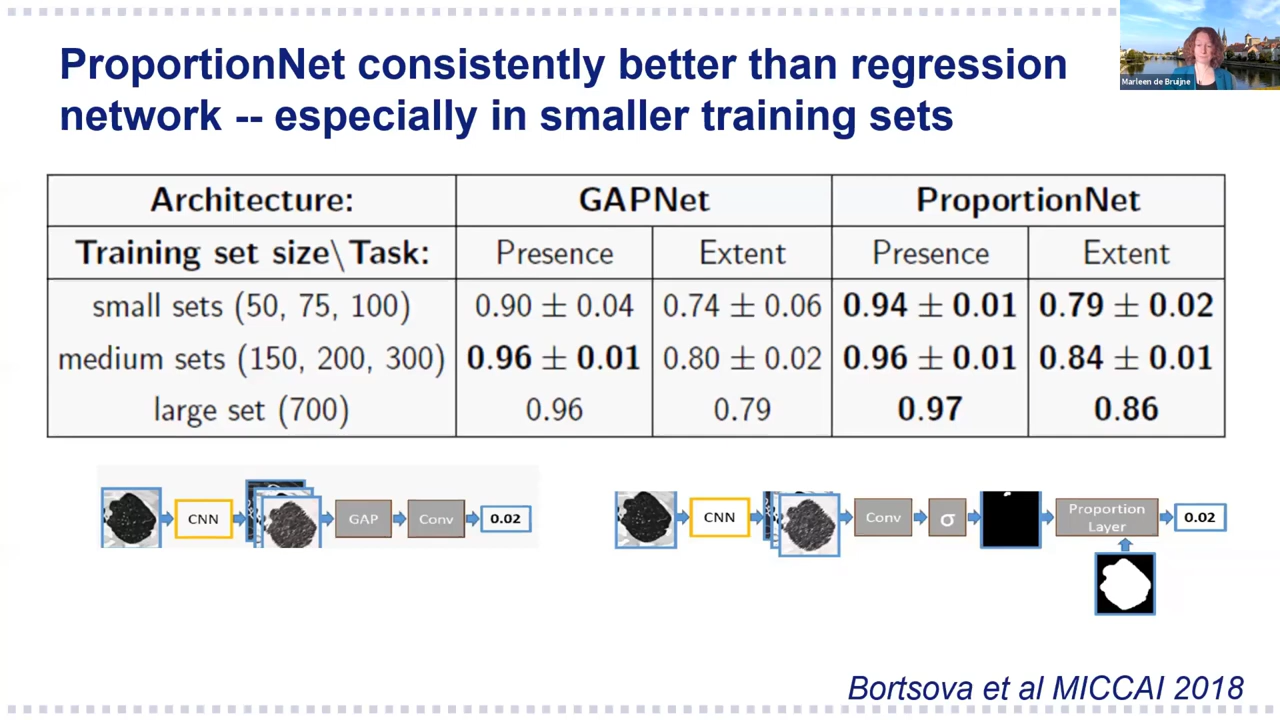 ProportionNet consistently better than regression
network -- especially in smaller training sets
Marleen de Bruijne
Architecture: GAPNet ProportionNet
Training set size\Task: Presence Extent Presence Extent
small sets (50, 75, 100) 0.90 ± 0.04 0.74 ± 0.06 0.94 ± 0.01 0.79 ± 0.02
medium sets (150, 200, 300) 0.96 ± 0.01 0.80 ± 0.02 0.96 ± 0.01 0.84 ± 0.01
large set (700) 0.96 0.79 0.97 0.86
CNN GAP Conv 0.02
CNN Conv σ Proportion Layer 0.02
Bortsova et al MICCAI 2018